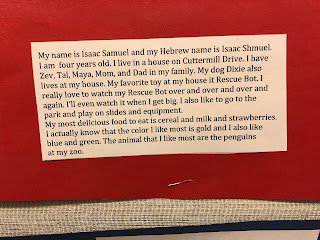 My name is Isaac Samuel and my Hebrew name is Isaac Shmuel.
I am  four years old. I live in a house on Cuttermill Drive. I have
Zev, Tai, Maya, Mom, and Dad in my family. My dog Dixie also
lives at my house. My favorite toy at my house it Rescue Bot. I
really love to watch my Rescue Bot over and over and over and
again. I'll even watch it when I get big. I also like to go to the
park and play on slides and equipment.
My most delicious food to eat is cereal and milk and strawberries.
I actually know that the color I like most is gold and I also like
blue and green. The animal that I like most are the penguins
at my zoo.